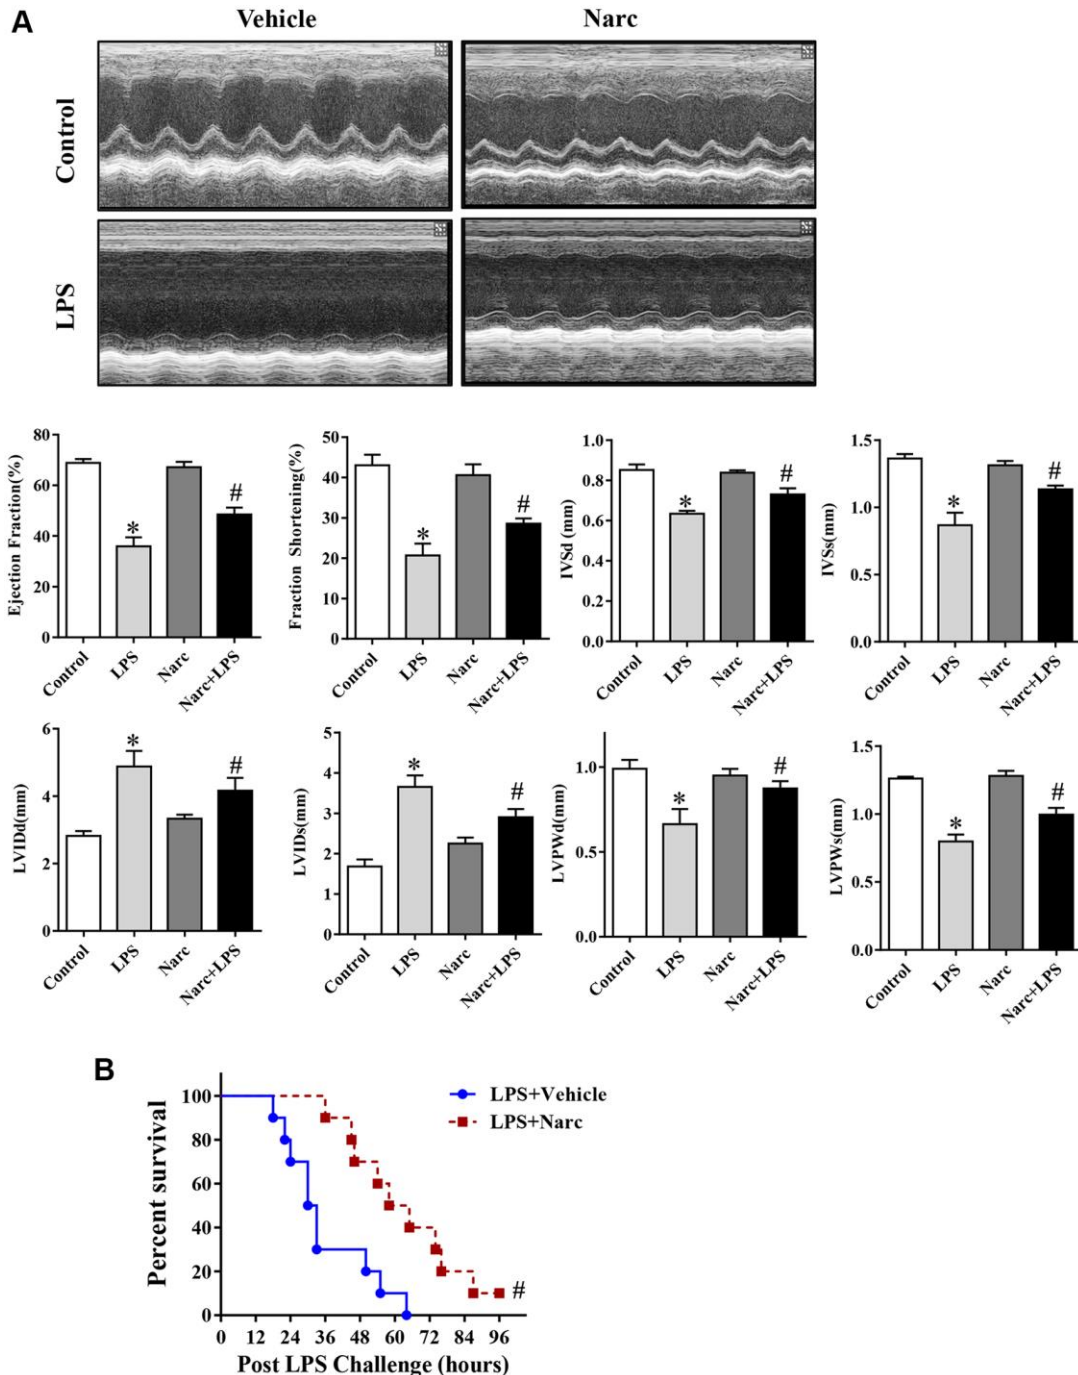 A
Vehicle Narc
Control
LPS
Ejection Fraction(%)
80
60
40
20
0
Control LPS Narc Narc+LPS
*
#
Fraction Shortening(%)
50
40
30
20
10
0
Control LPS Narc Narc+LPS
*
#
IVSd (mm)
1.0
0.8
0.6
0.4
0.2
0.0
Control LPS Narc Narc+LPS
*
#
IVSs(mm)
1.5
1.0
0.5
0.0
Control LPS Narc Narc+LPS
*
#
LVIDd(mm)
6
4
2
0
Control LPS Narc Narc+LPS
*
#
LVIDs(mm)
5
4
3
2
1
0
Control LPS Narc Narc+LPS
*
#
LVPWd(mm)
1.0
0.5
0.0
Control LPS Narc Narc+LPS
*
#
LVPWs(mm)
1.5
1.0
0.5
0.0
Control LPS Narc Narc+LPS
*
#
B
LPS+Vehicle
LPS+Narc
Percent survival
100
80
60
40
20
0
#
0 12 24 36 48 60 72 84 96
Post LPS Challenge (hours)